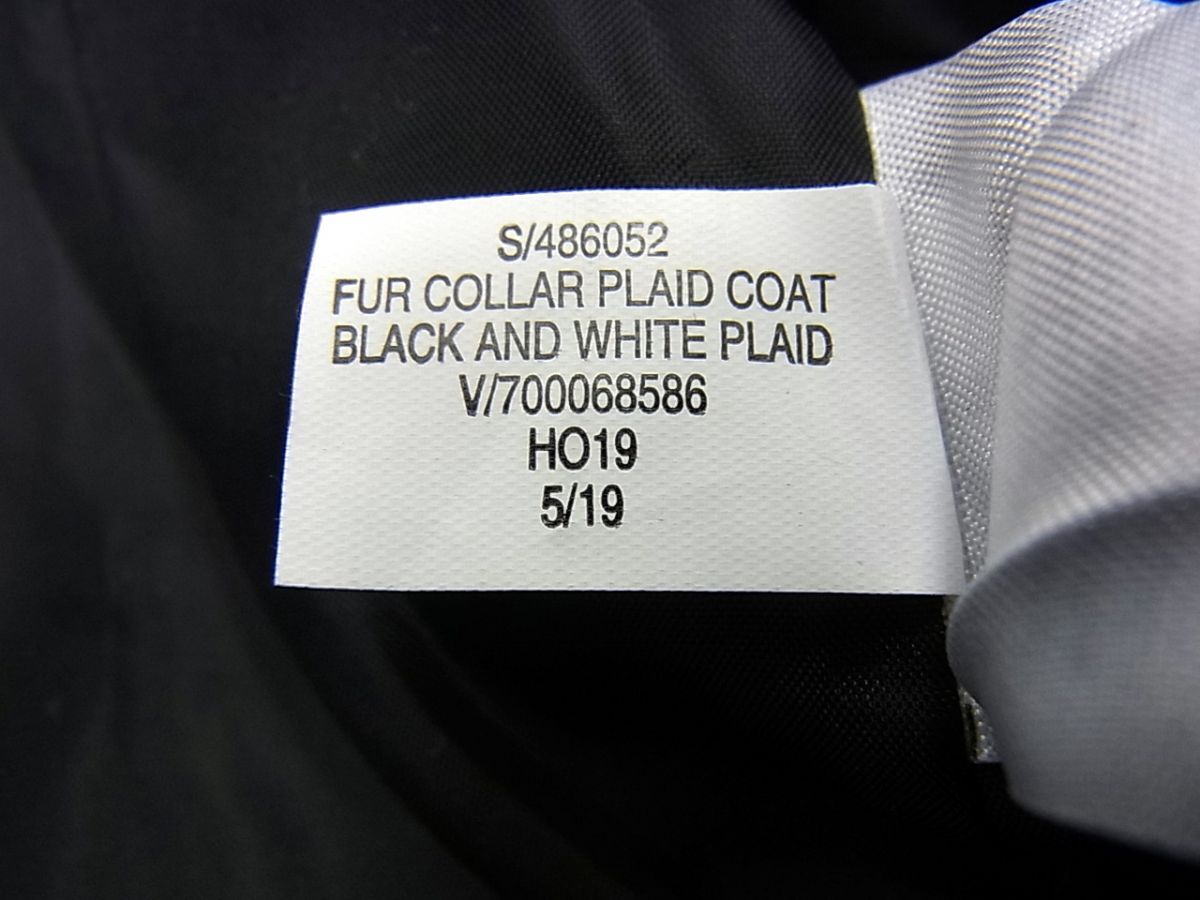 S/486052
FUR COLLAR PLAID COAT
BLACK AND WHITE PLAID
V/700068586
HO19
5/19